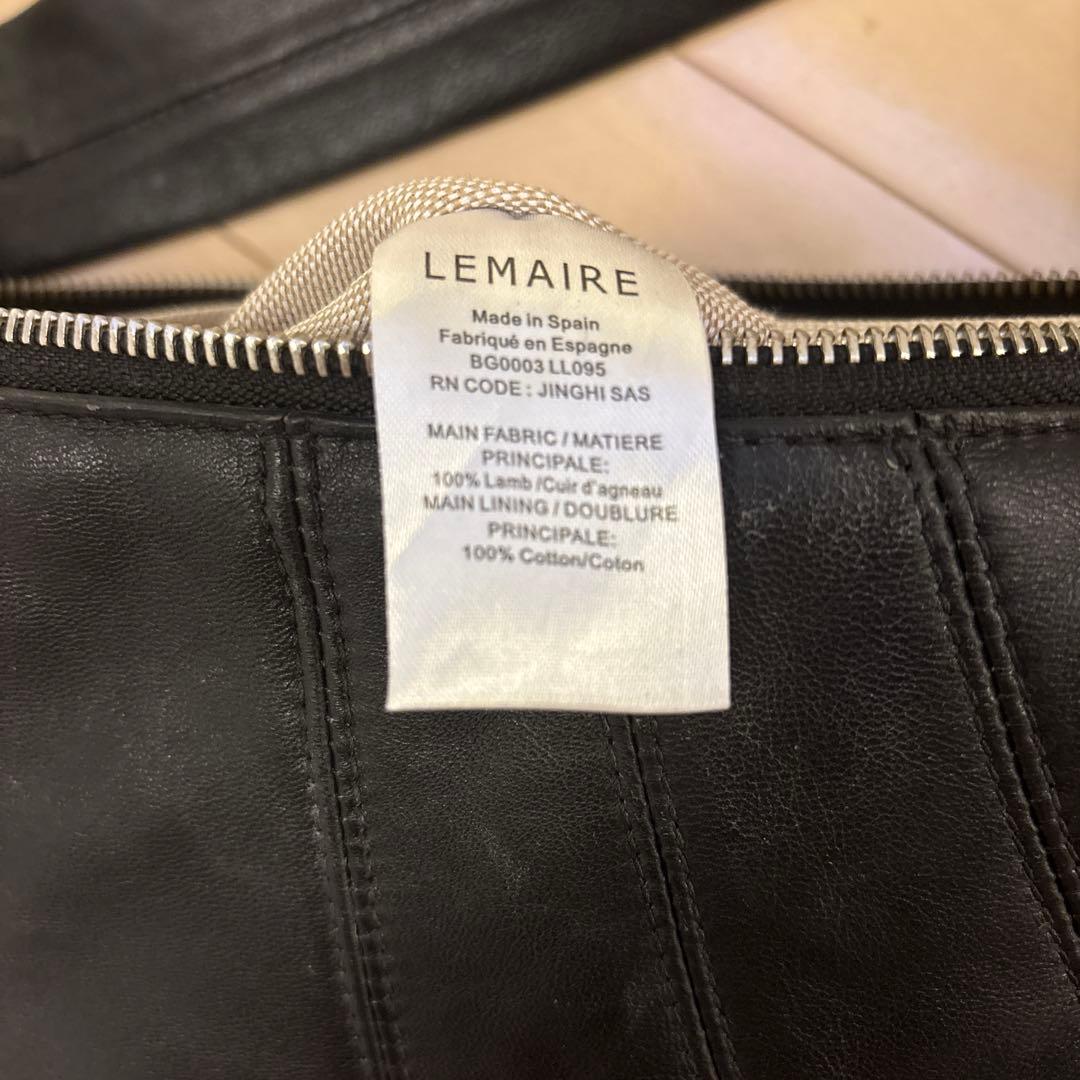 LEMAIRE
Made in Spain
Fabriqué en Espagne
BG0003 LL095
RN CODE : JINGHI SAS
MAIN FABRIC / MATIERE
PRINCIPALE:
100% Lamb /Cuir d'agneau
MAIN LINING / DOUBLURE
PRINCIPALE:
100% Cotton/Coton